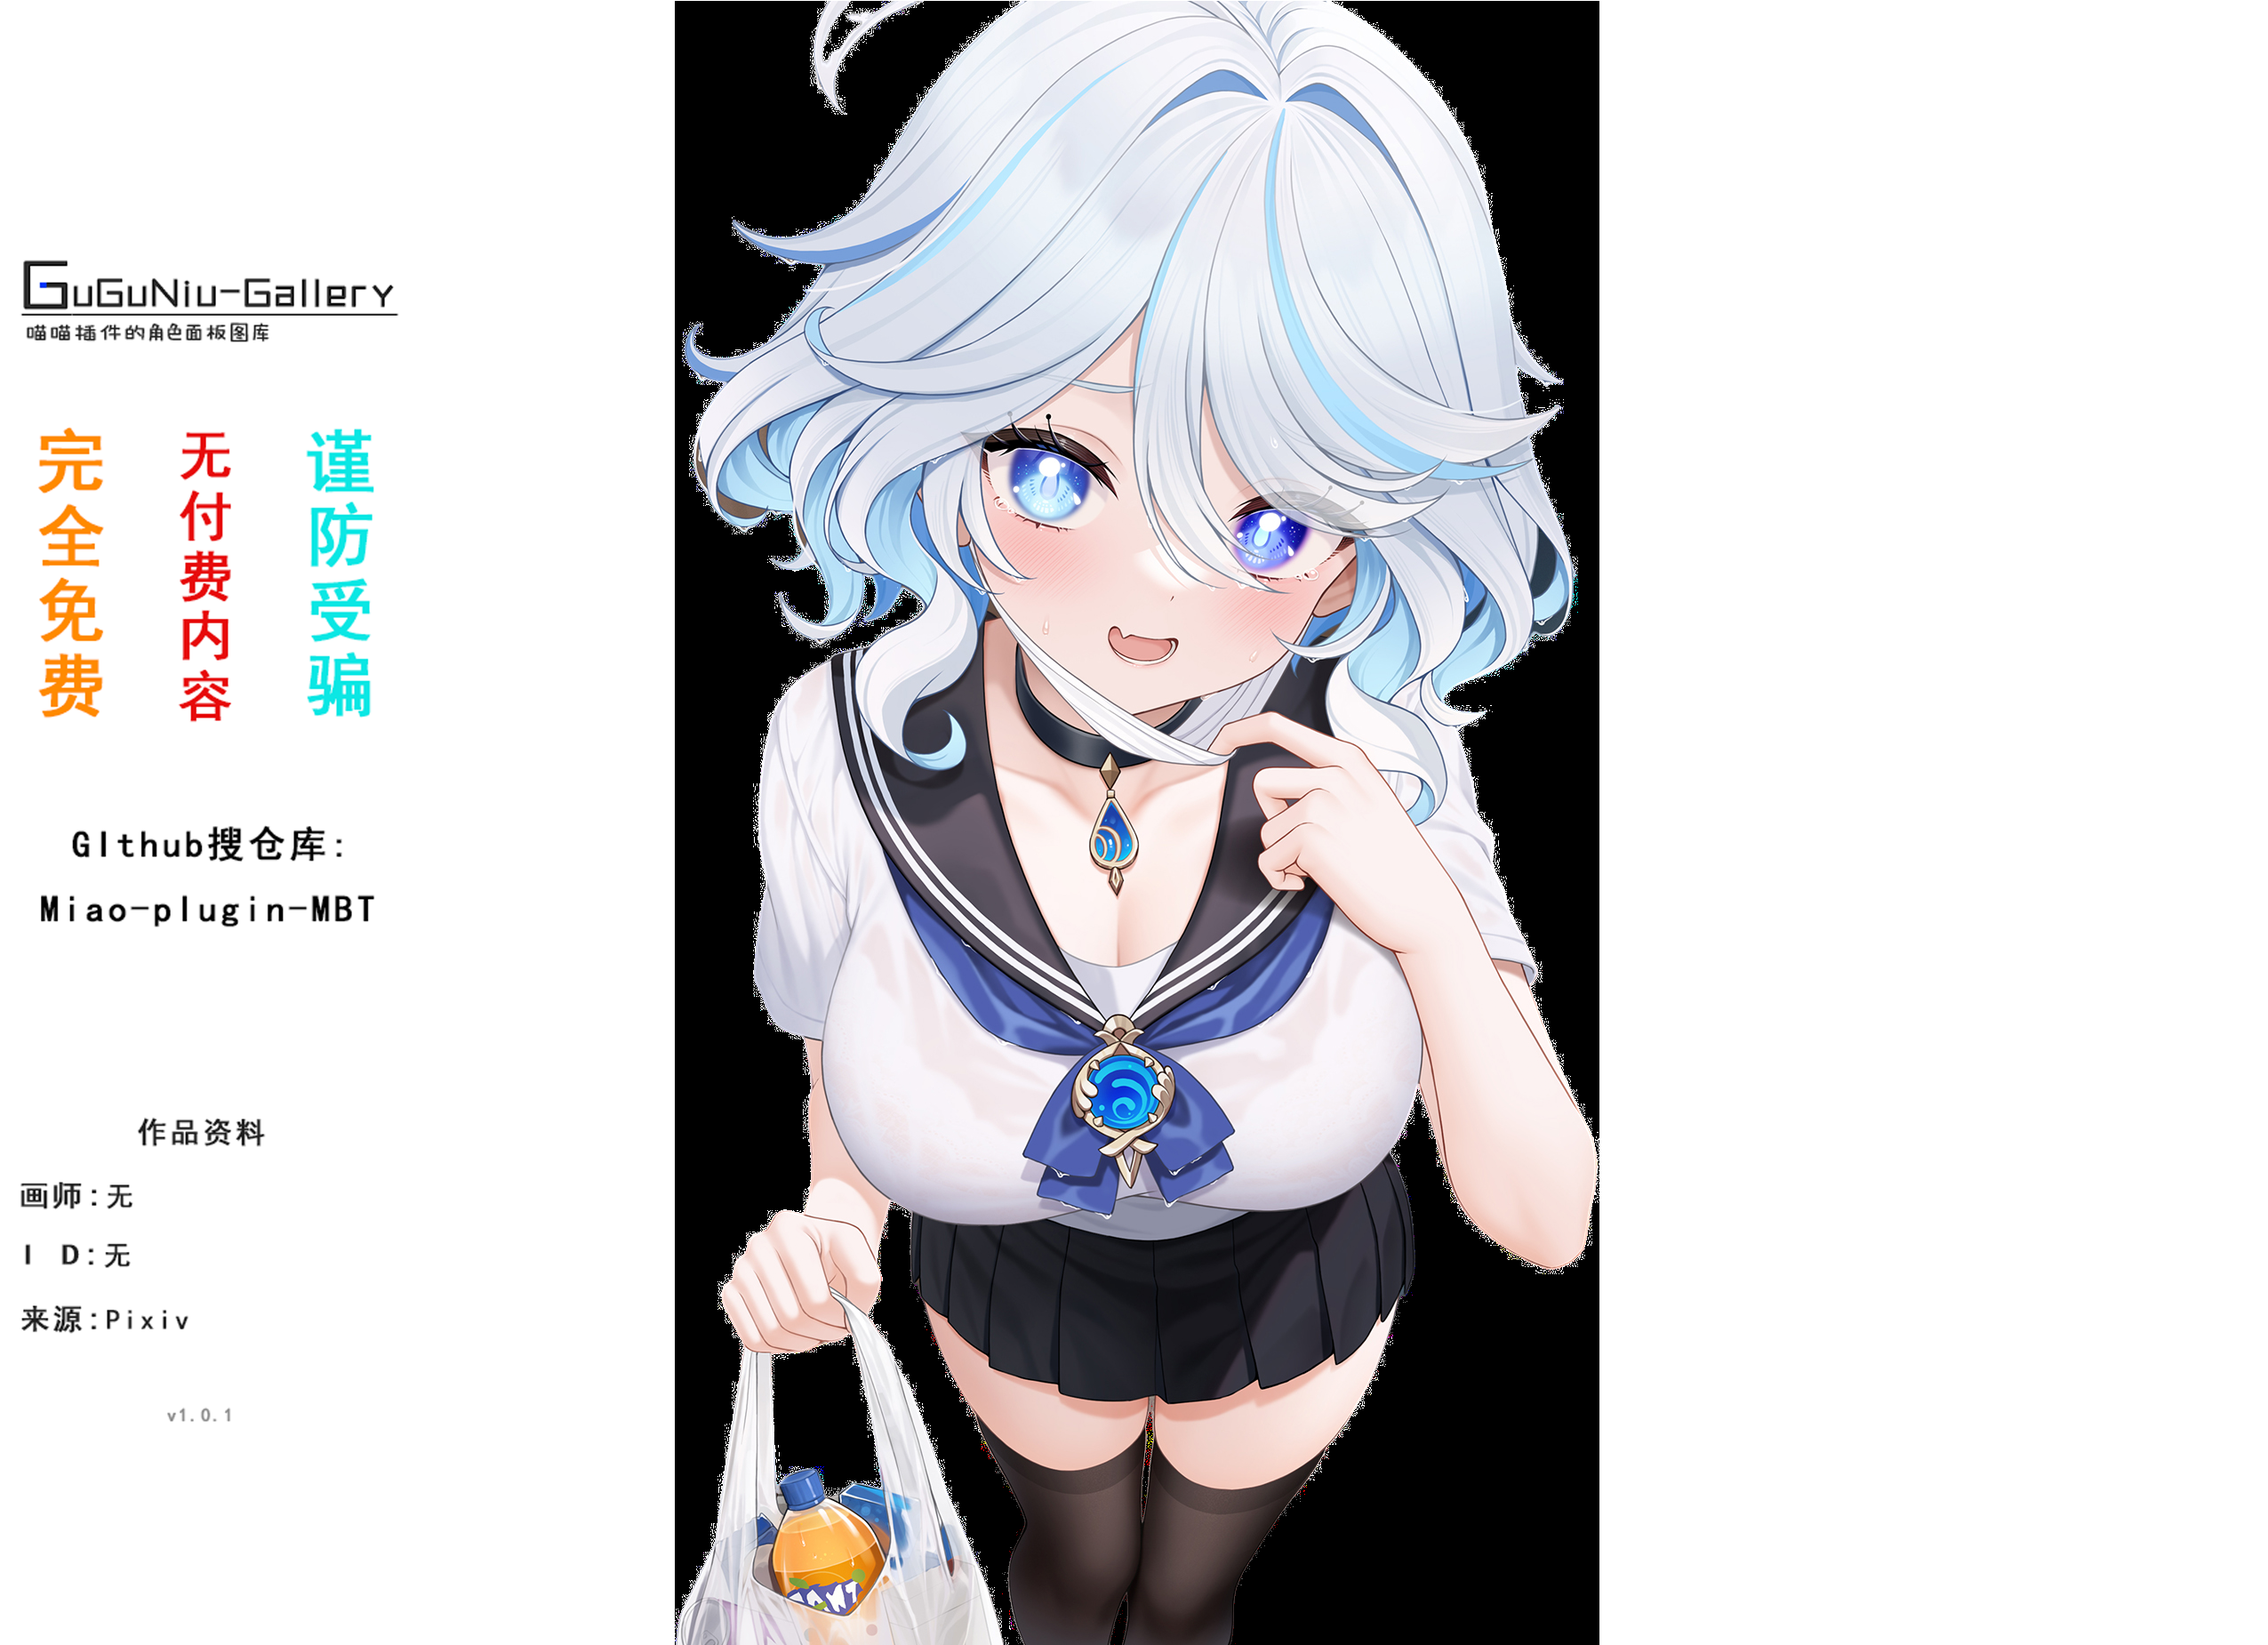 GuGuNiu-Gallery
喵喵插件的角色面板图库
完全免费
无付费内容
谨防受骗
GIthub搜仓库:
Miao-plugin-MBT
作品资料
画师:无
I D:无
来源:Pixiv
v1.0.1